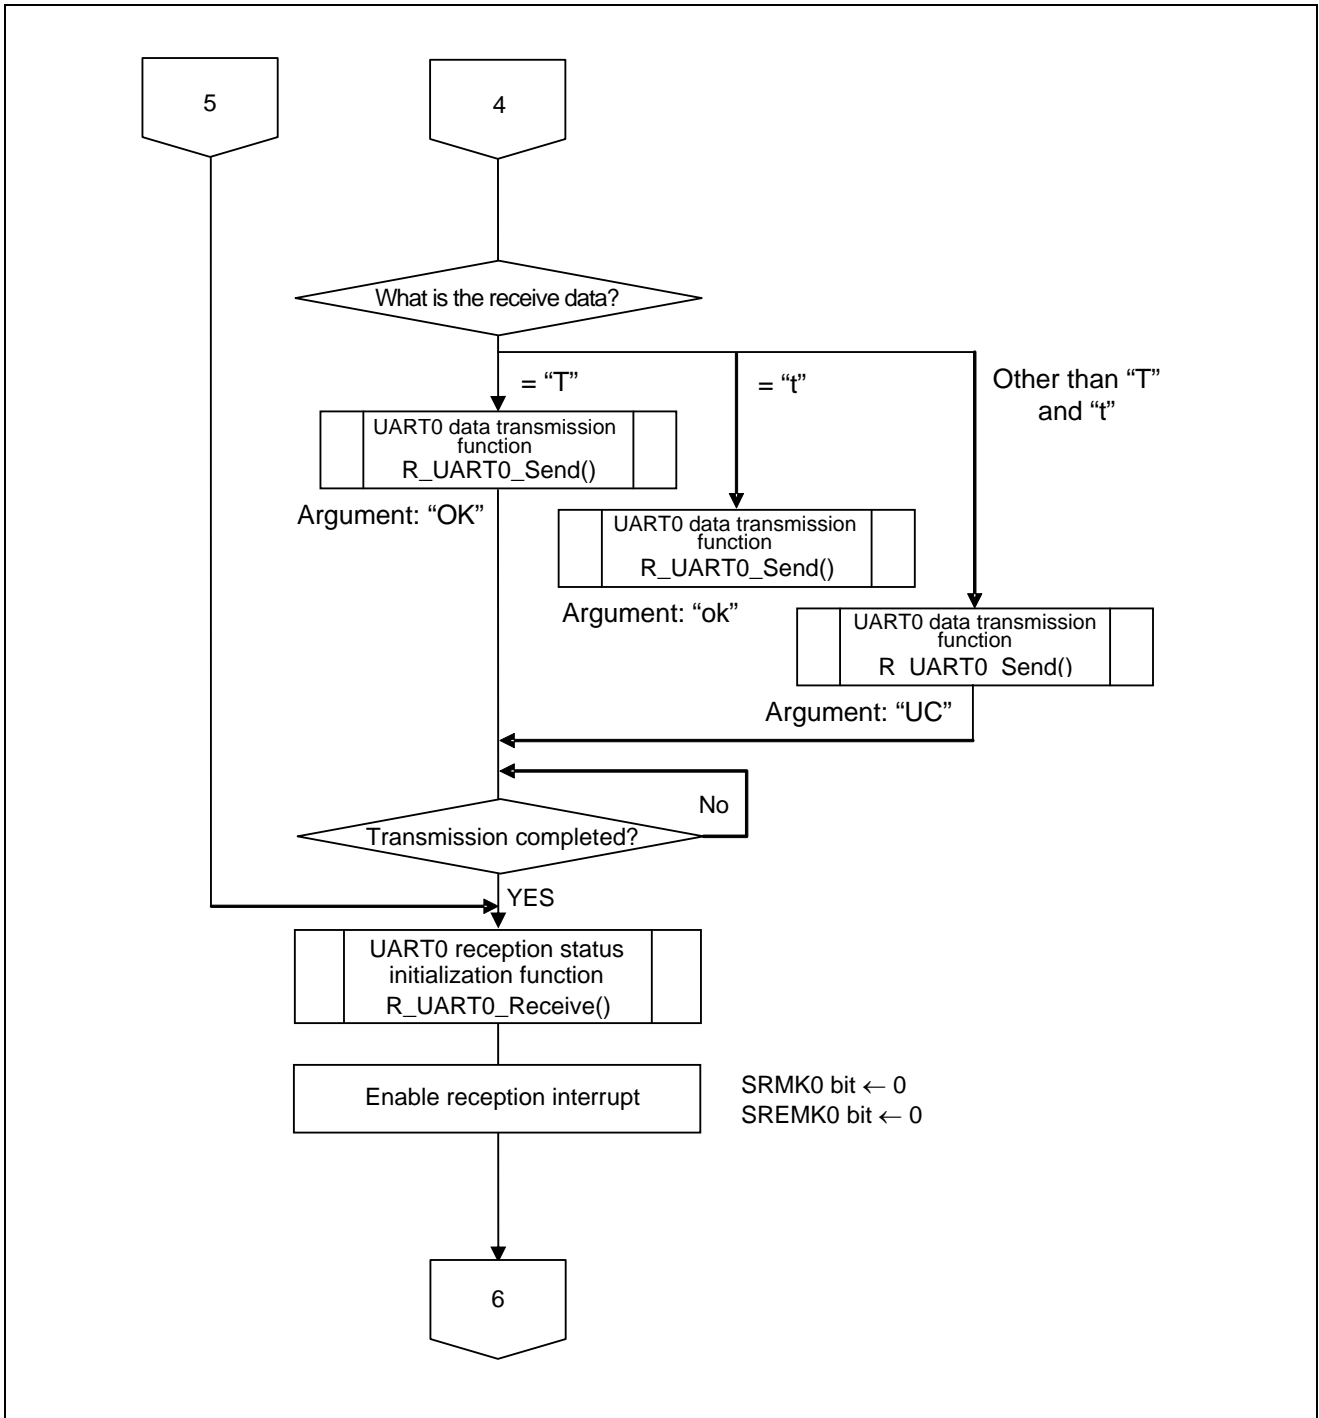 5
4
What is the receive data?
= “T”
= “t”
Other than “T”
and “t”
UART0 data transmission
function
R_UART0_Send()
Argument: “OK”
UART0 data transmission
function
R_UART0_Send()
Argument: “ok”
UART0 data transmission
function
R_UART0_Send()
Argument: “UC”
No
Transmission completed?
YES
UART0 reception status
initialization function
R_UART0_Receive()
Enable reception interrupt
SRMK0 bit ← 0
SREMK0 bit ← 0
6